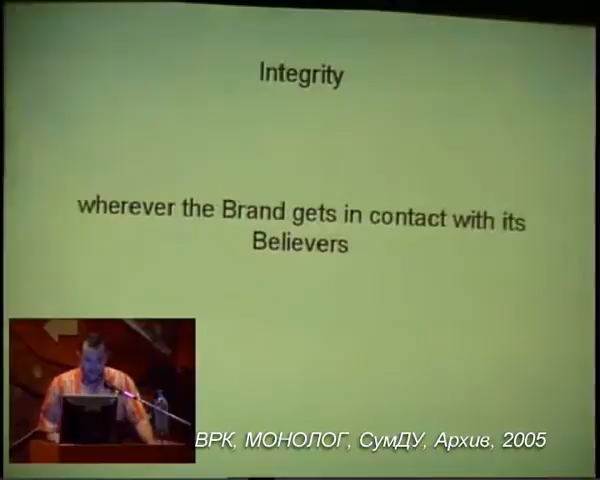 Integrity
wherever the Brand gets in contact with its
Believers
ВРК, МОНОЛОГ, СумДУ, Архив, 2005